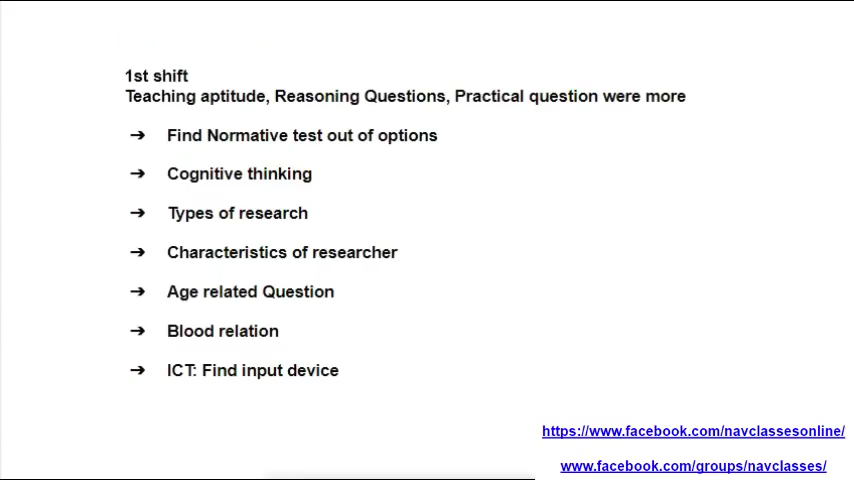 1st shift
Teaching aptitude, Reasoning Questions, Practical question were more
➔ Find Normative test out of options
➔ Cognitive thinking
➔ Types of research
➔ Characteristics of researcher
➔ Age related Question
➔ Blood relation
➔ ICT: Find input device
https://www.facebook.com/navclassesonline/
www.facebook.com/groups/navclasses/